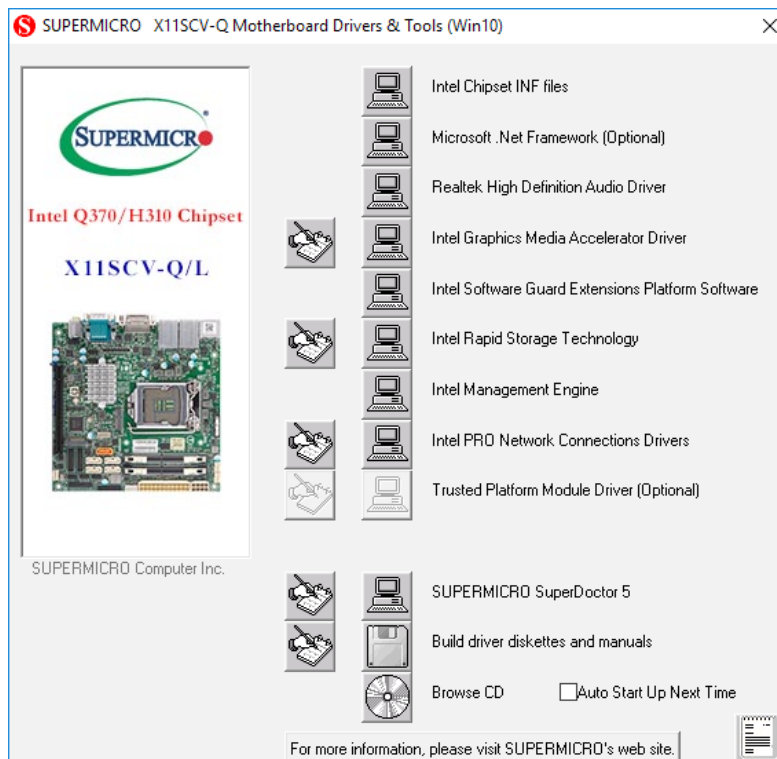 SUPERMICRO X11SCV-Q Motherboard Drivers & Tools (Win10)
SUPERMICRO
Intel Q370/H310 Chipset
X11SCV-Q/L
SUPERMICRO Computer Inc.
Intel Chipset INF files
Microsoft .Net Framework (Optional)
Realtek High Definition Audio Driver
Intel Graphics Media Accelerator Driver
Intel Software Guard Extensions Platform Software
Intel Rapid Storage Technology
Intel Management Engine
Intel PRO Network Connections Drivers
Trusted Platform Module Driver (Optional)
SUPERMICRO SuperDoctor 5
Build driver diskettes and manuals
Browse CD Auto Start Up Next Time
For more information, please visit SUPERMICRO's web site.